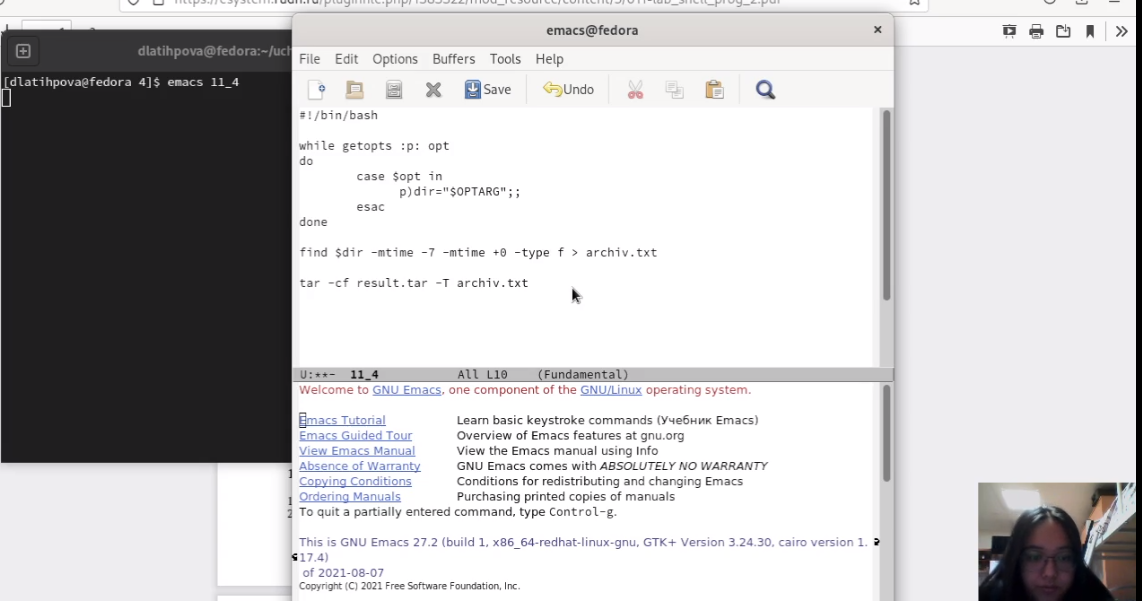 dlatihpova@fedora:~/uch
[dlatihpova@fedora 4]$ emacs 11_4
emacs@fedora
File Edit Options Buffers Tools Help
Save Undo
#!/bin/bash
while getopts :p: opt
do
case $opt in
p)dir="$OPTARG";;
esac
done
find $dir -mtime -7 -mtime +0 -type f > archiv.txt
tar -cf result.tar -T archiv.txt
U:**- 11_4 All L10 (Fundamental)
Welcome to GNU Emacs, one component of the GNU/Linux operating system.
Emacs Tutorial Learn basic keystroke commands (Учебник Emacs)
Emacs Guided Tour Overview of Emacs features at gnu.org
View Emacs Manual View the Emacs manual using Info
Absence of Warranty GNU Emacs comes with ABSOLUTELY NO WARRANTY
Copying Conditions Conditions for redistributing and changing Emacs
Ordering Manuals Purchasing printed copies of manuals
To quit a partially entered command, type Control-g.
This is GNU Emacs 27.2 (build 1, x86_64-redhat-linux-gnu, GTK+ Version 3.24.30, cairo version 1.
17.4)
of 2021-08-07
Copyright (C) 2021 Free Software Foundation, Inc.